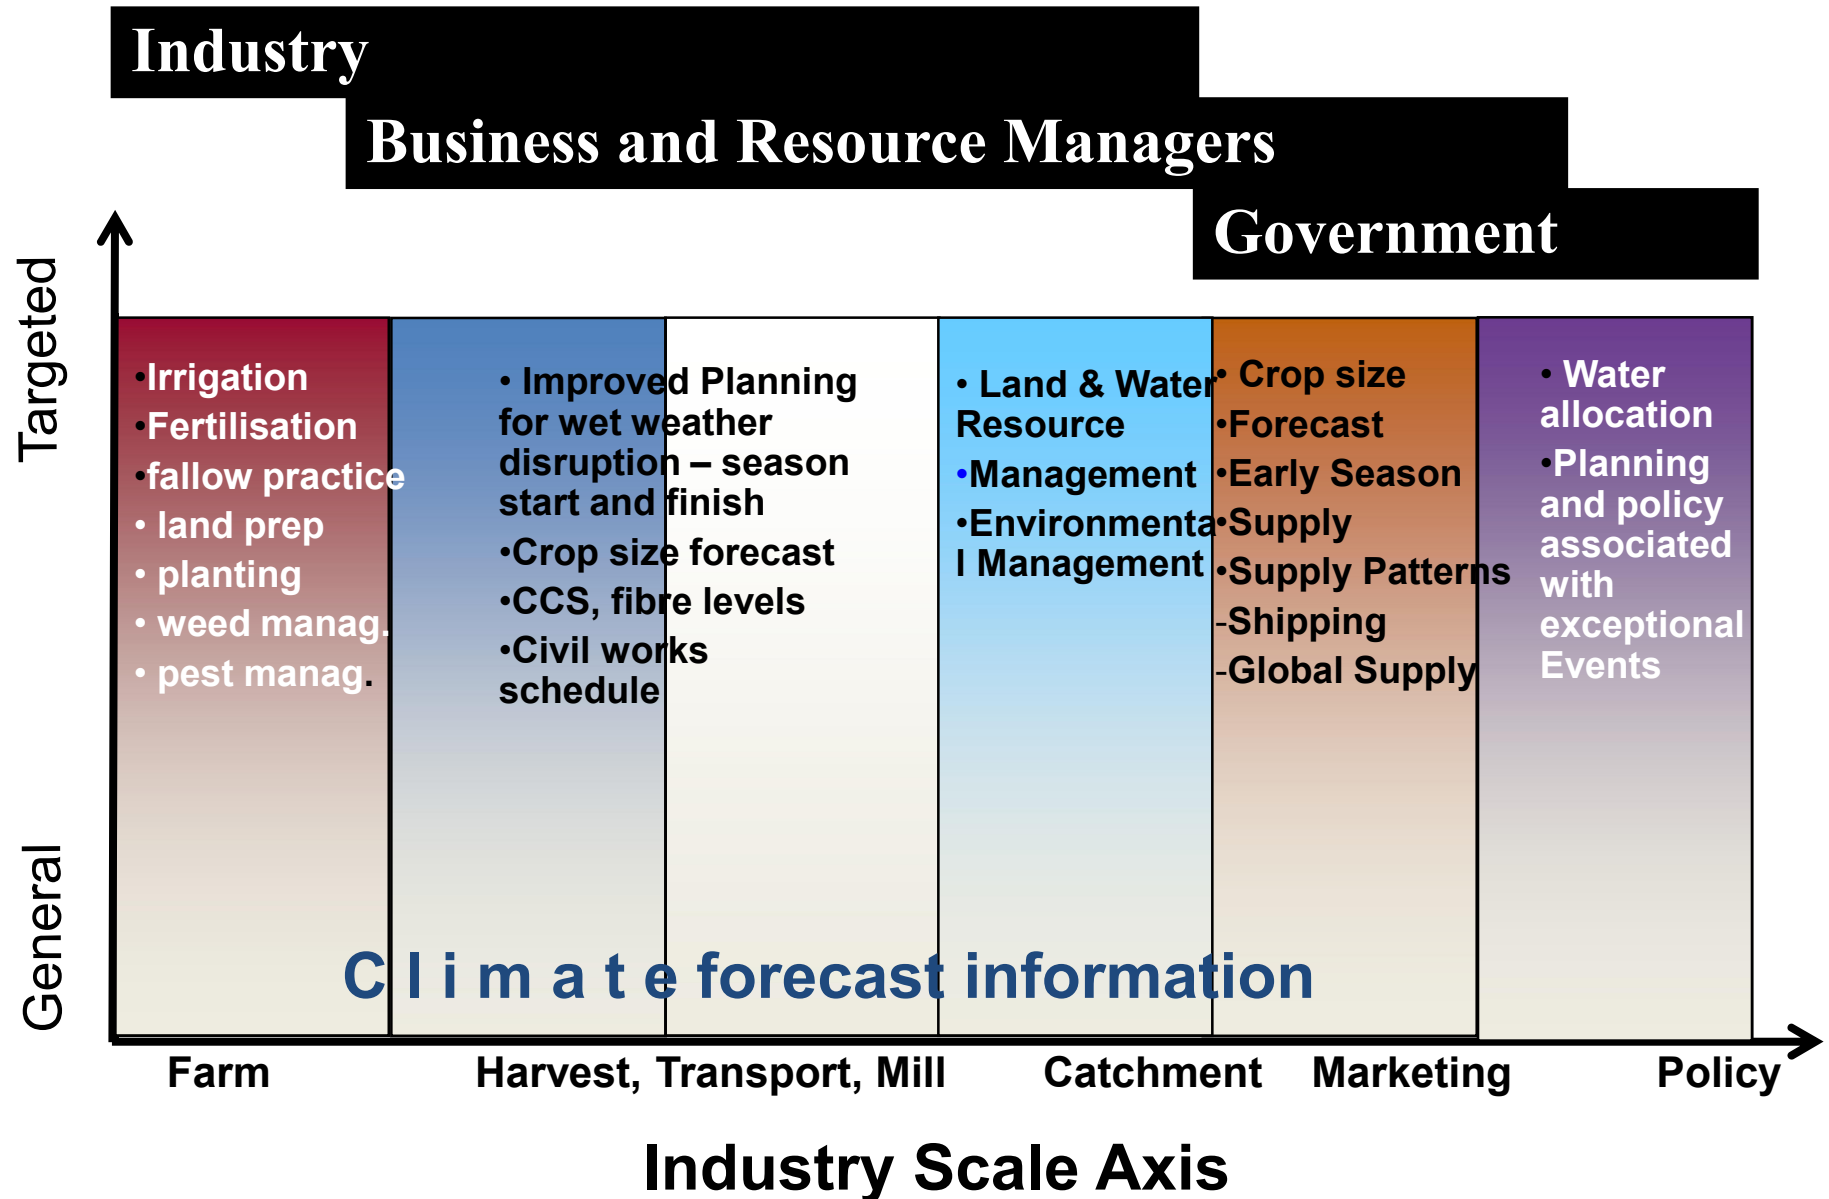 Industry
Business and Resource Managers
Government
Targeted
General
•Irrigation
•Fertilisation
•fallow practice
• land prep
• planting
• weed manag.
• pest manag.
• Improved Planning
for wet weather
disruption – season
start and finish
•Crop size forecast
•CCS, fibre levels
•Civil works
schedule
• Land & Water
Resource
•Management
•Environmenta
l Management
• Crop size
•Forecast
•Early Season
•Supply
•Supply Patterns
-Shipping
-Global Supply
• Water
allocation
•Planning
and policy
associated
with
exceptional
Events
C l i m a t e forecast information
Farm
Harvest, Transport, Mill
Catchment
Marketing
Policy
Industry Scale Axis